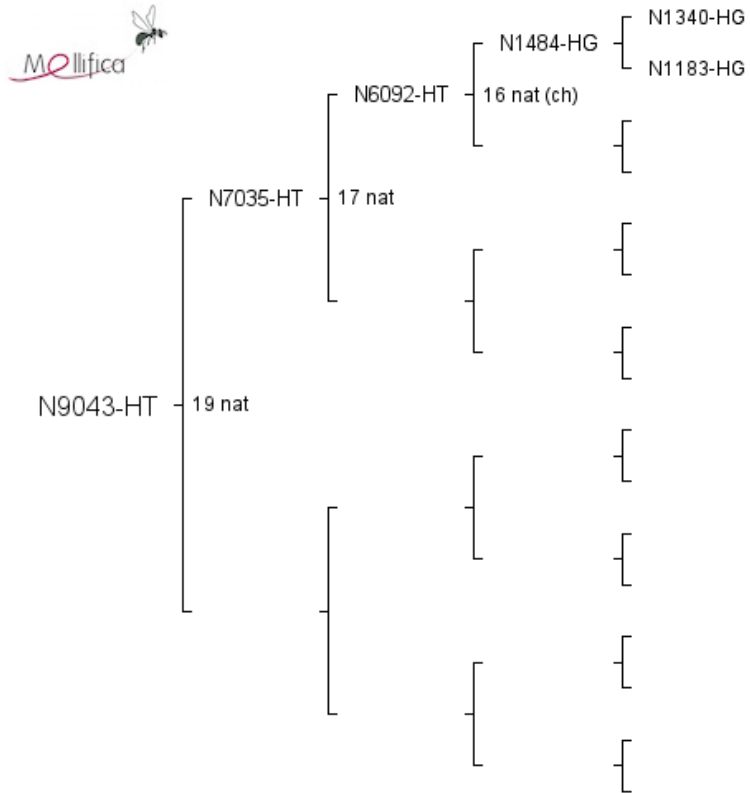 Mellifica
N1340-HG
N1484-HG
N1183-HG
N6092-HT
16 nat (ch)
N7035-HT
17 nat
N9043-HT
19 nat